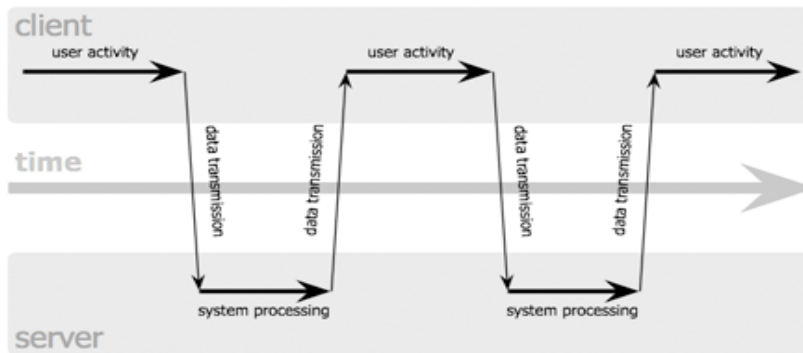 client
user activity
user activity
user activity
data transmission
data transmission
data transmission
data transmission
time
system processing
system processing
server